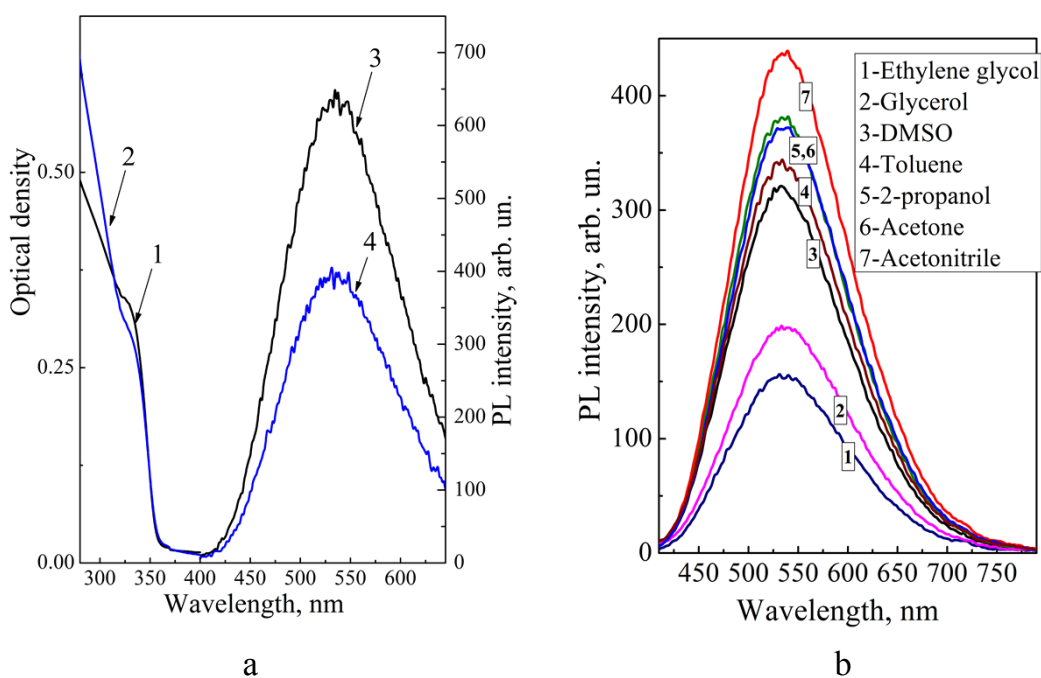 Optical density
0.50
0.25
0.00
1
2
3
4
700
600
500
400
300
200
100
0
PL intensity, arb. un.
300 350 400 500 550 600
Wavelength, nm
a
PL intensity, arb. un.
400
300
200
100
0
1-Ethylene glycol
2-Glycerol
3-DMSO
4-Toluene
5-2-propanol
6-Acetone
7-Acetonitrile
7
5,6
4
3
2
1
450 500 550 600 650 700 750
Wavelength, nm
b